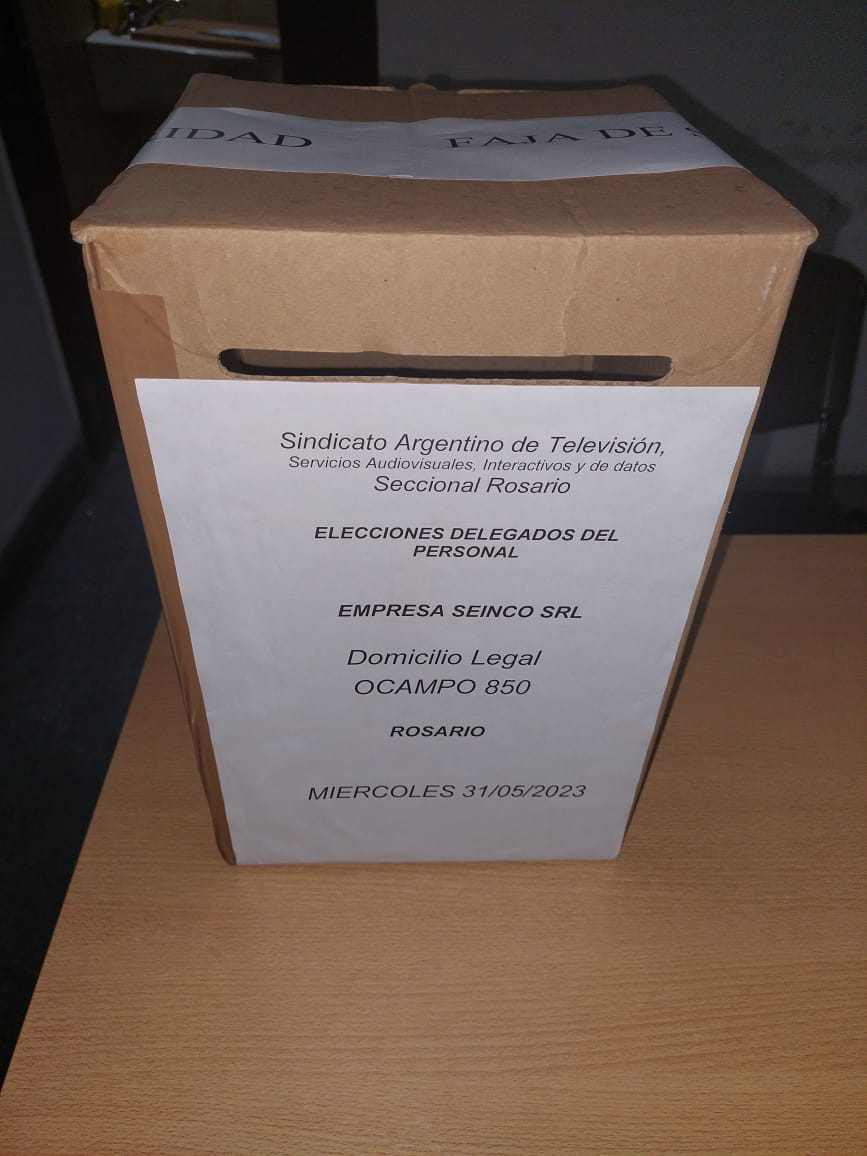 IDAD FAJA DE S
Sindicato Argentino de Televisión,
Servicios Audiovisuales, Interactivos y de datos
Seccional Rosario
ELECCIONES DELEGADOS DEL
PERSONAL
EMPRESA SEINCO SRL
Domicilio Legal
OCAMPO 850
ROSARIO
MIERCOLES 31/05/2023